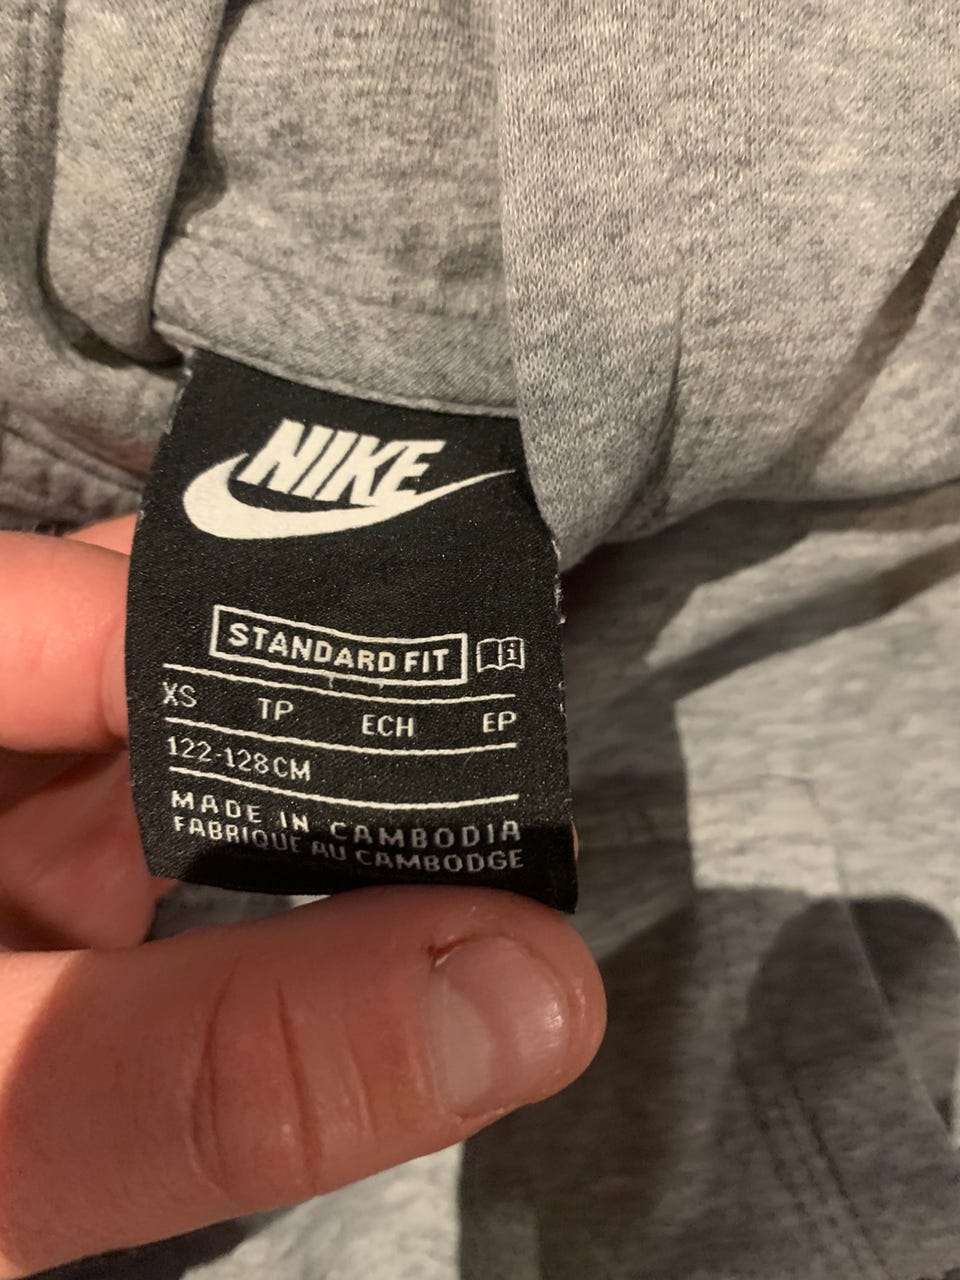 NIKE
STANDARD FIT i
XS TP ECH EP
122-128CM
MADE IN CAMBODIA
FABRIQUE AU CAMBODGE